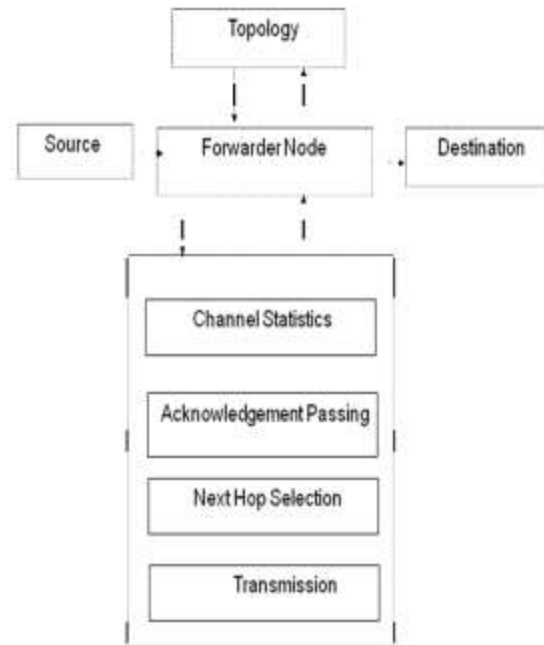 Topology
Source
Forwarder Node
Destination
Channel Statistics
Acknowledgement Passing
Next Hop Selection
Transmission